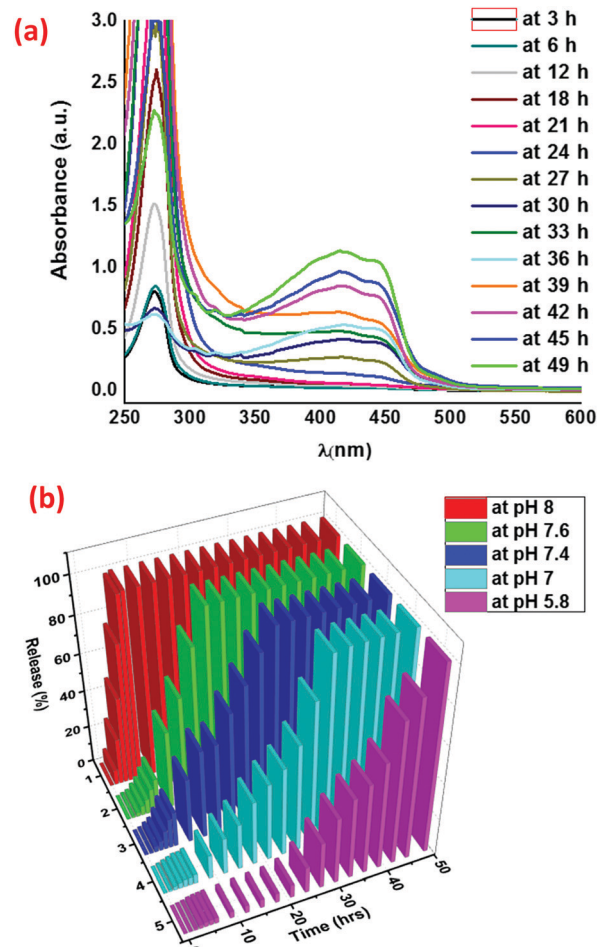 (a)
3.0
2.5
2.0
1.5
1.0
0.5
0.0
Absorbance (a.u.)
250 300 350 400 450 500 550 600
λ(nm)
at 3 h
at 6 h
at 12 h
at 18 h
at 21 h
at 24 h
at 27 h
at 30 h
at 33 h
at 36 h
at 39 h
at 42 h
at 45 h
at 49 h
(b)
at pH 8
at pH 7.6
at pH 7.4
at pH 7
at pH 5.8
100
80
60
40
20
0
Release (%)
1
2
3
4
5
0 10 20 30 40 50
Time (hrs)